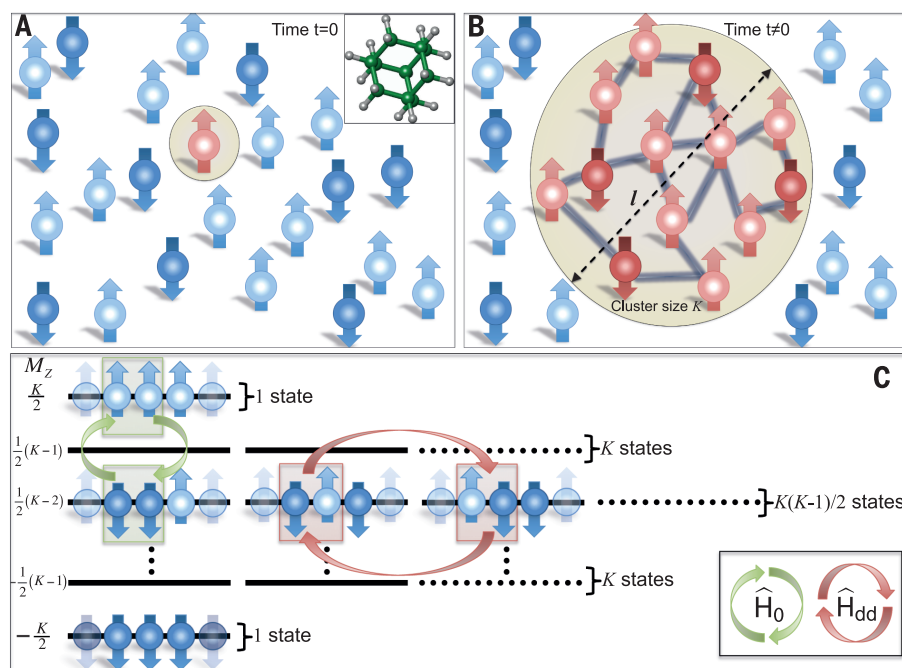 A
Time t=0
B
Time t≠0
l
Cluster size K
C
M_Z
K/2
1 state
1/2(K−1)
K states
1/2(K−2)
K(K-1)/2 states
-1/2(K−1)
K states
−K/2
1 state
Ĥ₀
Ĥdd